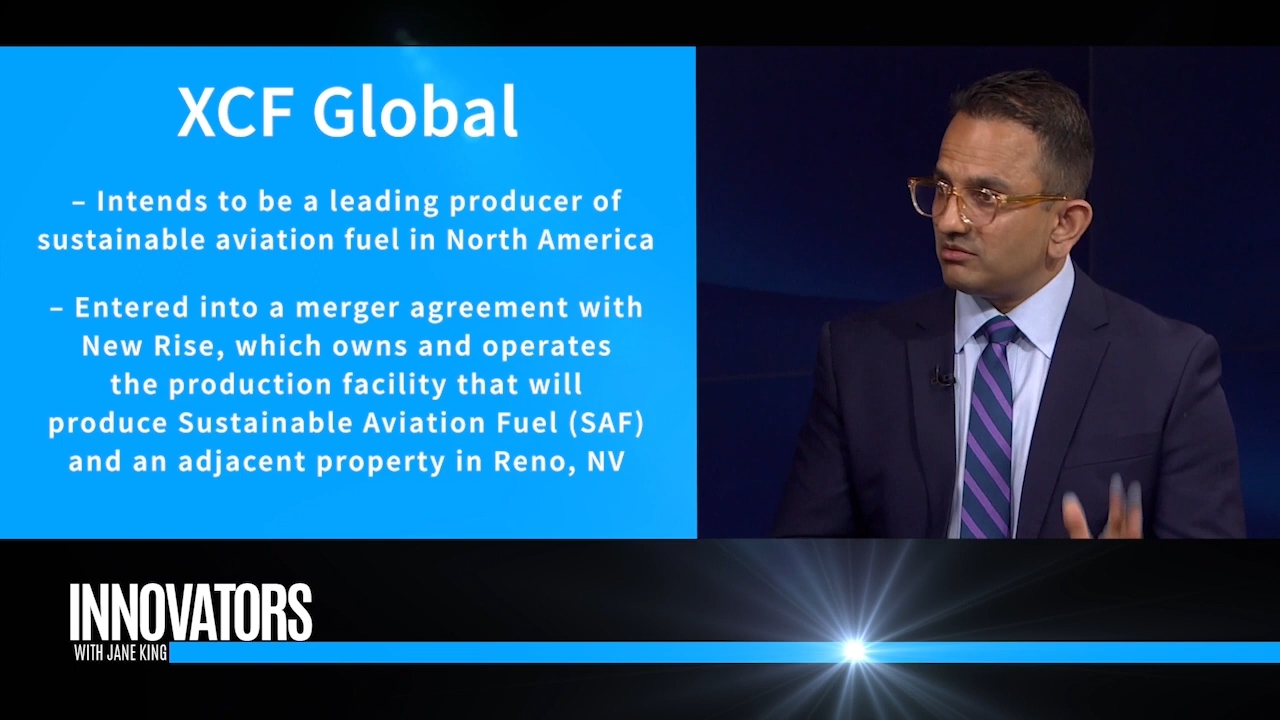 XCF Global
– Intends to be a leading producer of
sustainable aviation fuel in North America
– Entered into a merger agreement with
New Rise, which owns and operates
the production facility that will
produce Sustainable Aviation Fuel (SAF)
and an adjacent property in Reno, NV
INNOVATORS
WITH JANE KING